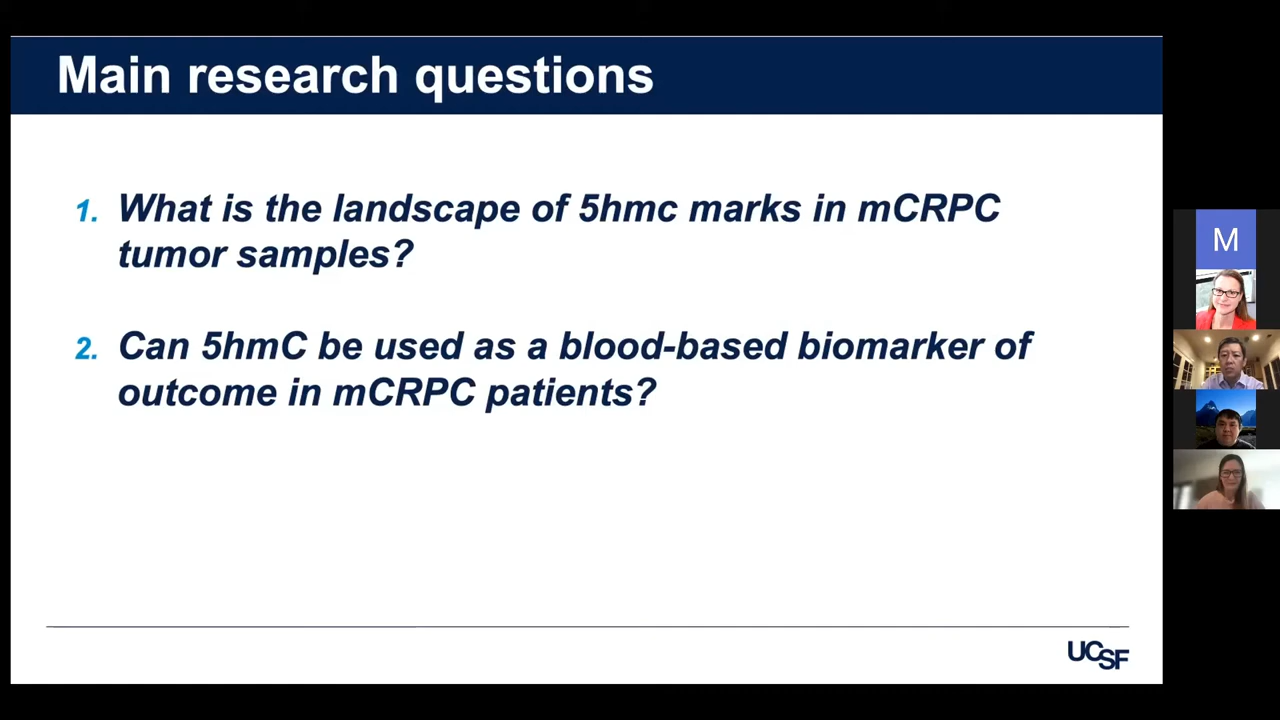 Main research questions
1. What is the landscape of 5hmc marks in mCRPC
tumor samples?
2. Can 5hmC be used as a blood-based biomarker of
outcome in mCRPC patients?
UCSF
M